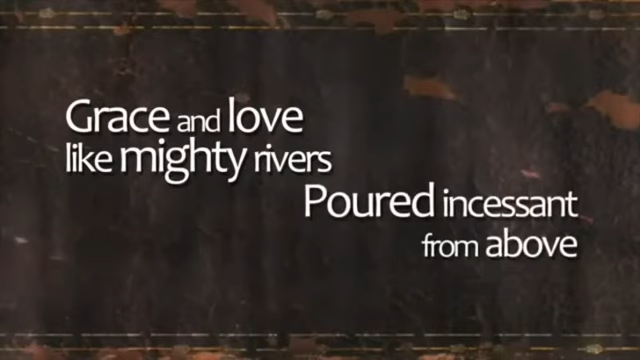 Grace and love
like mighty rivers
Poured incessant
from above